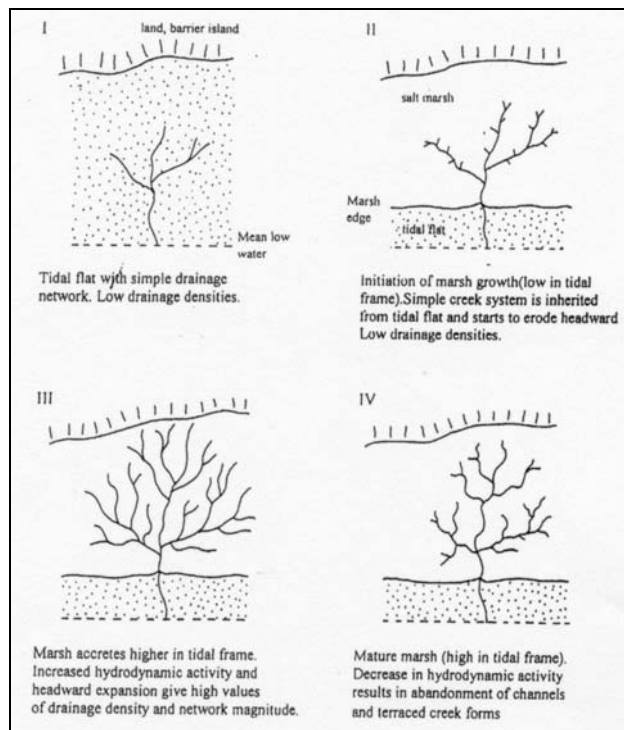 I
land, barrier island
Mean low
water
Tidal flat with simple drainage
network. Low drainage densities.
II
salt marsh
Marsh
edge
tidal flat
Initiation of marsh growth(low in tidal
frame).Simple creek system is inherited
from tidal flat and starts to erode headward
Low drainage densities.
III
Marsh accretes higher in tidal frame.
Increased hydrodynamic activity and
headward expansion give high values
of drainage density and network magnitude.
IV
Mature marsh (high in tidal frame).
Decrease in hydrodynamic activity
results in abandonment of channels
and terraced creek forms